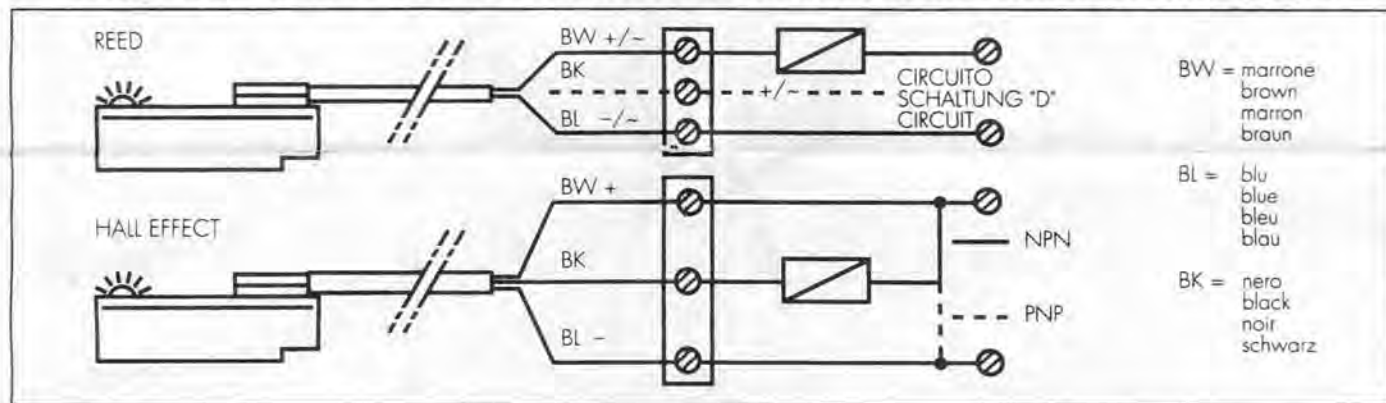 REED
BW +/~
BK
BL −/~
+/~
CIRCUITO
SCHALTUNG "D"
CIRCUIT
HALL EFFECT
BW +
BK
BL −
NPN
PNP
BW = marrone
brown
marron
braun
BL = blu
blue
bleu
blau
BK = nero
black
noir
schwarz